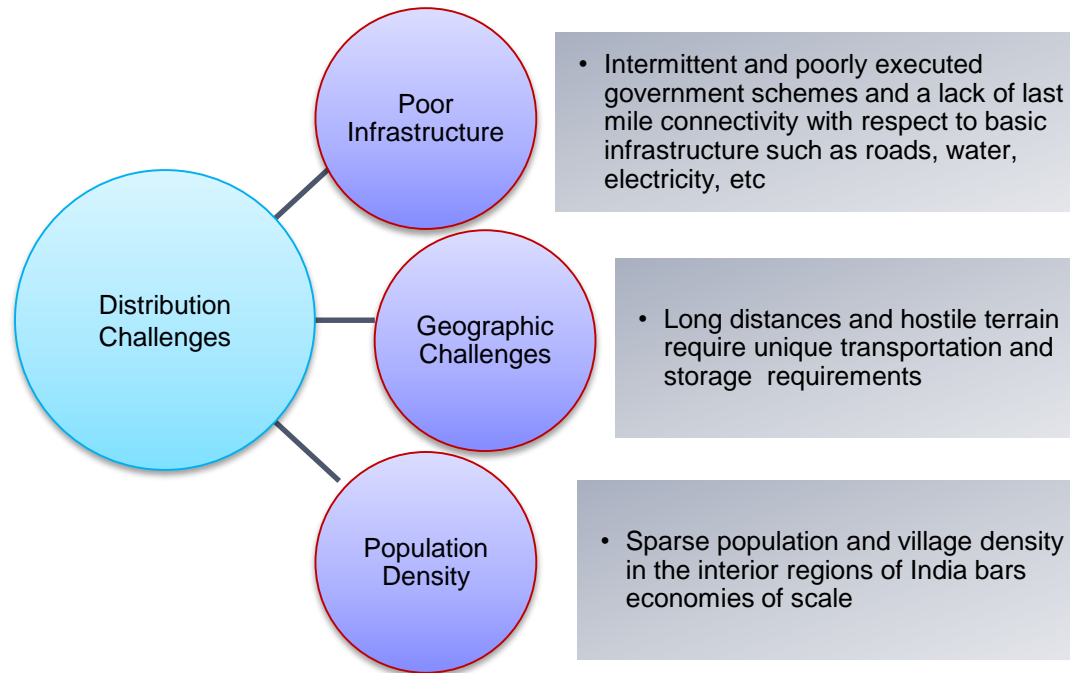 Distribution
Challenges
Poor
Infrastructure
• Intermittent and poorly executed
government schemes and a lack of last
mile connectivity with respect to basic
infrastructure such as roads, water,
electricity, etc
Geographic
Challenges
• Long distances and hostile terrain
require unique transportation and
storage  requirements
Population
Density
• Sparse population and village density
in the interior regions of India bars
economies of scale